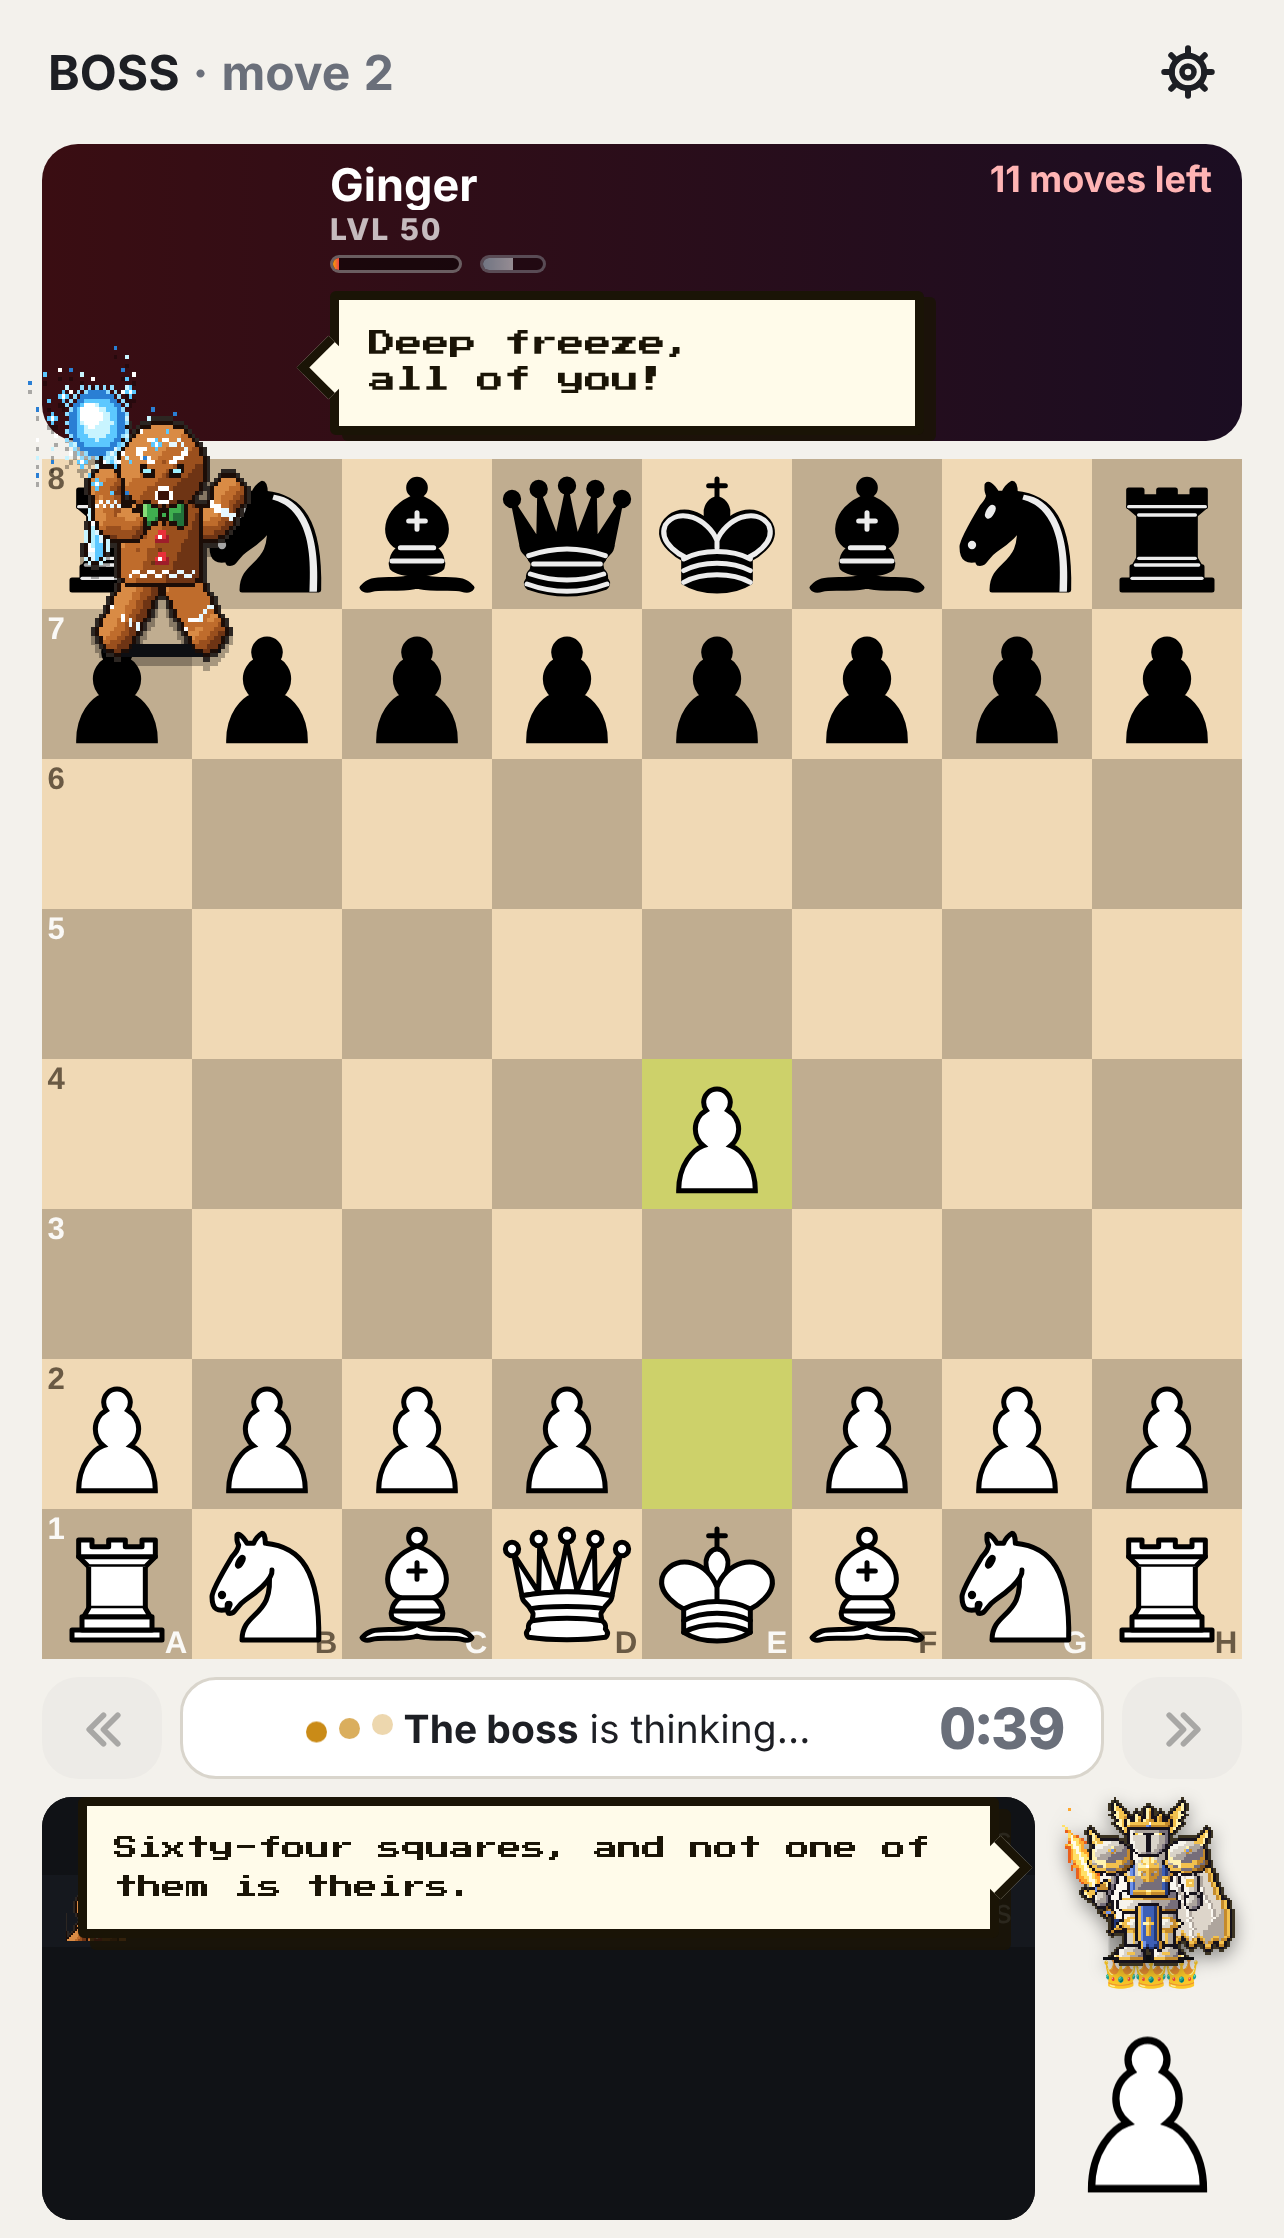 BOSS · move 2
Ginger
11 moves left
LVL 50
Deep freeze,
all of you!
8
7
6
5
4
3
2
1
A B C D E F G H
The boss is thinking... 0:39
Sixty-four squares, and not one of
them is theirs.